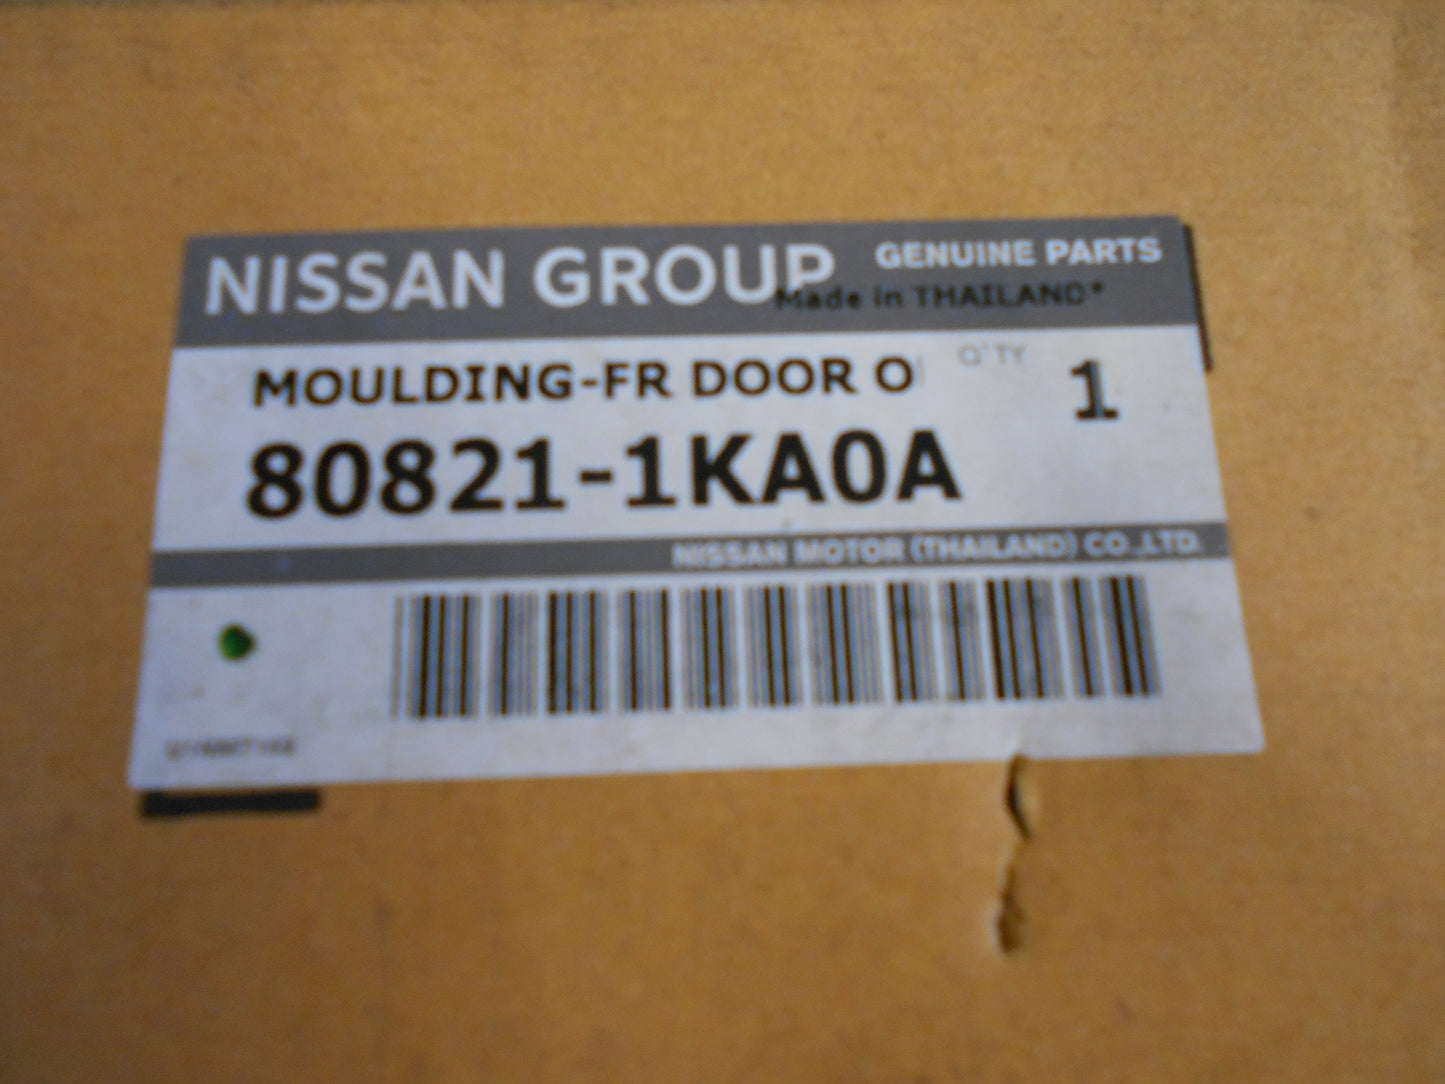 NISSAN GROUP GENUINE PARTS
Made in THAILAND*
MOULDING-FR DOOR O
Q'TY 1
80821-1KA0A
NISSAN MOTOR (THAILAND) CO.,LTD.